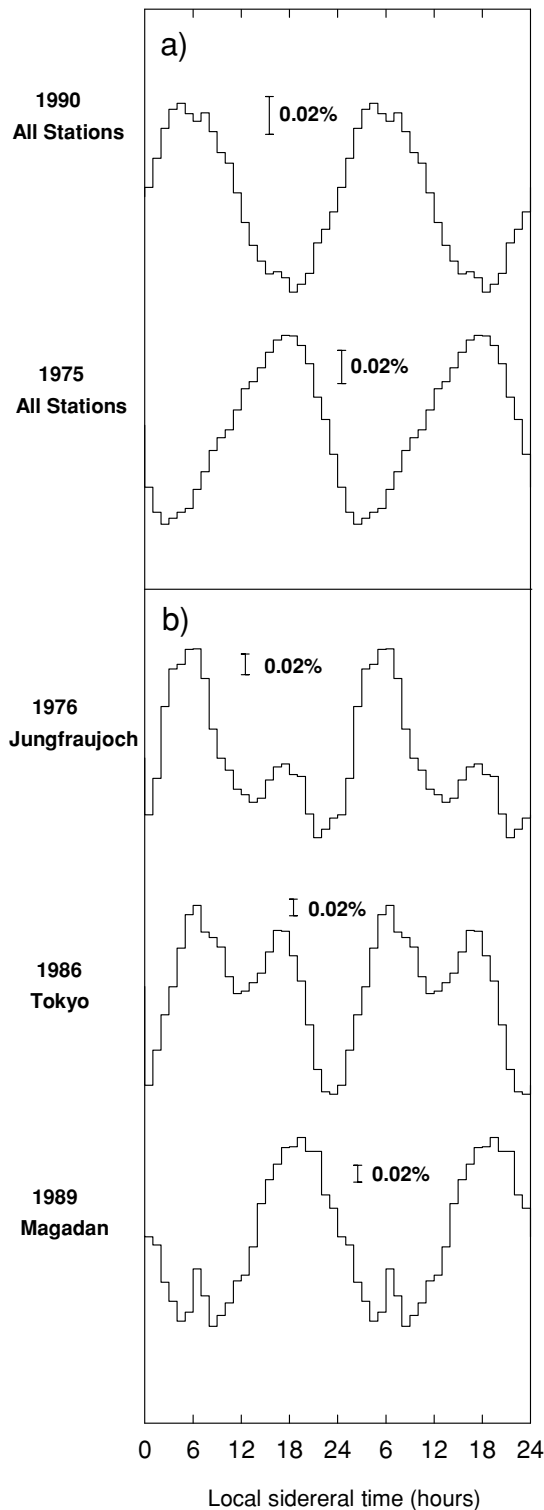 a)
1990
All Stations
0.02%
1975
All Stations
0.02%
b)
1976
Jungfraujoch
0.02%
1986
Tokyo
0.02%
1989
Magadan
0.02%
0 6 12 18 24 6 12 18 24
Local sidereral time (hours)